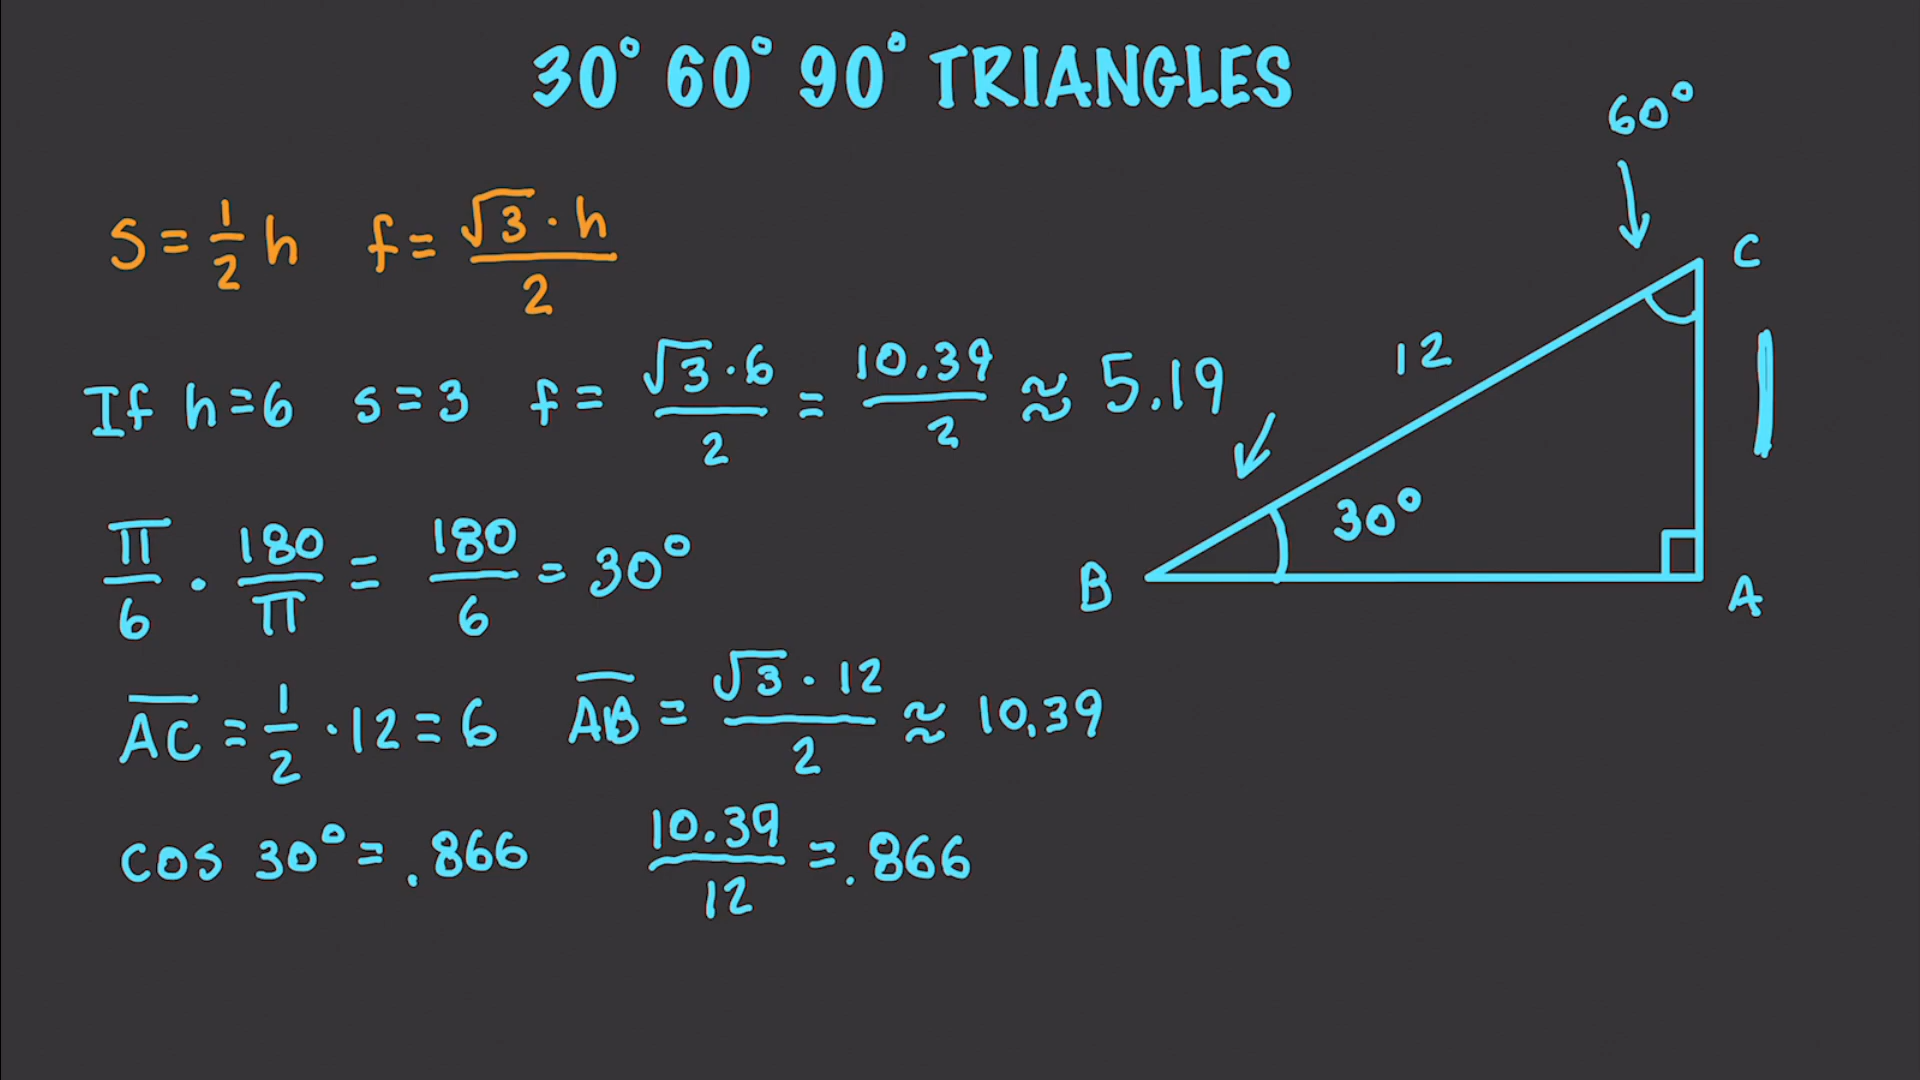 30° 60° 90° TRIANGLES
60°
S = 1/2 h   f = √3 · h / 2
C
12
If h = 6   s = 3   f = √3 · 6 / 2 = 10.39 / 2 ≈ 5.19
30°
π/6 · 180/π = 180/6 = 30°
B
A
AC = 1/2 · 12 = 6   AB = √3 · 12 / 2 ≈ 10.39
cos 30° = .866   10.39 / 12 = .866